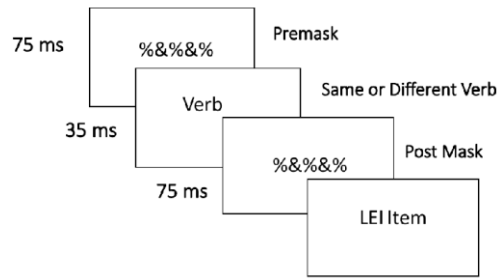 75 ms
%&%&%
Premask
35 ms
Verb
Same or Different Verb
75 ms
%&%&%
Post Mask
LEI Item